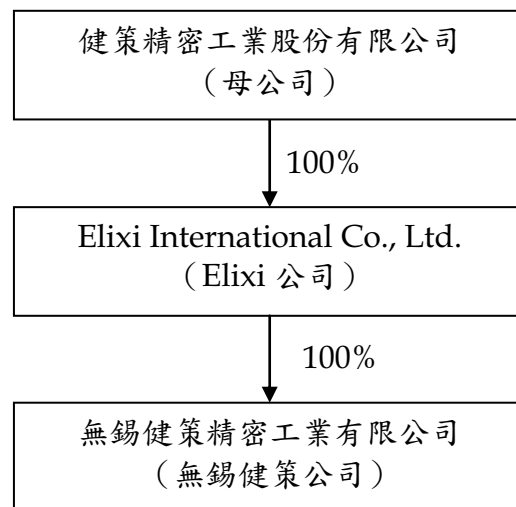 健策精密工業股份有限公司
（母公司）
100%
Elixi International Co., Ltd.
（Elixi 公司）
100%
無錫健策精密工業有限公司
（無錫健策公司）